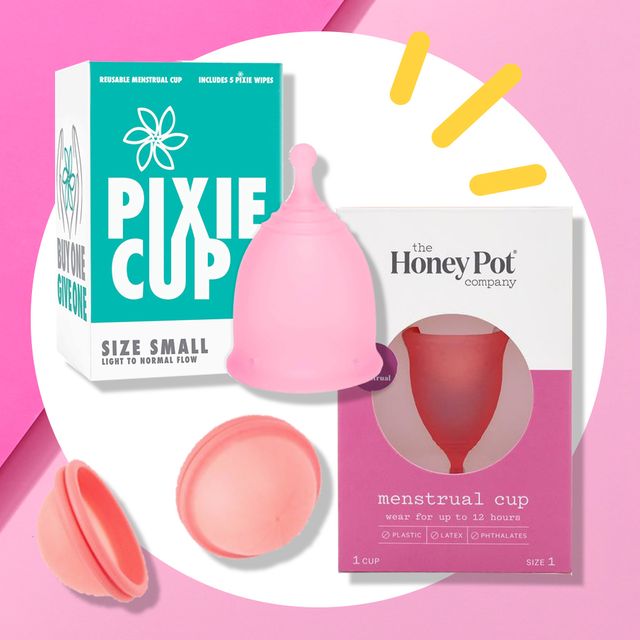 REUSABLE MENSTRUAL CUP
INCLUDES 5 PIXIE WIPES
PIXIE
CUP
BUY ONE
GIVE ONE
SIZE SMALL
LIGHT TO NORMAL FLOW
the
Honey Pot®
company
menstrual cup
wear for up to 12 hours
PLASTIC
LATEX
PHTHALATES
1 CUP
SIZE 1